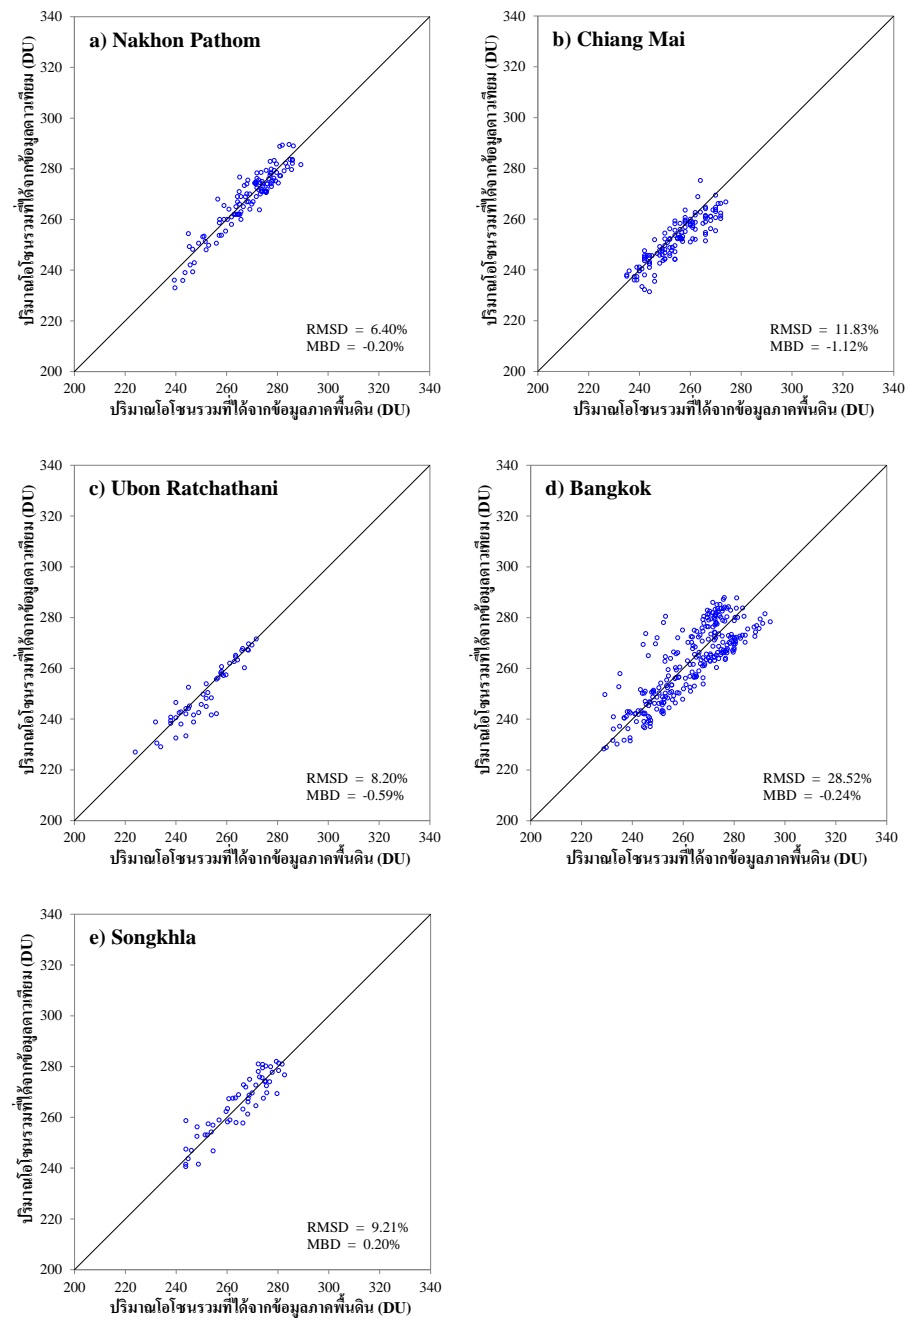 a) Nakhon Pathom
ปริมาณโอโซนรวมที่ได้จากข้อมูลดาวเทียม (DU)
340
320
300
280
260
240
220
200
RMSD = 6.40%
MBD = -0.20%
200 220 240 260 280 300 320 340
ปริมาณโอโซนรวมที่ได้จากข้อมูลภาคพื้นดิน (DU)
b) Chiang Mai
ปริมาณโอโซนรวมที่ได้จากข้อมูลดาวเทียม (DU)
340
320
300
280
260
240
220
200
RMSD = 11.83%
MBD = -1.12%
200 220 240 260 280 300 320 340
ปริมาณโอโซนรวมที่ได้จากข้อมูลภาคพื้นดิน (DU)
c) Ubon Ratchathani
ปริมาณโอโซนรวมที่ได้จากข้อมูลดาวเทียม (DU)
340
320
300
280
260
240
220
200
RMSD = 8.20%
MBD = -0.59%
200 220 240 260 280 300 320 340
ปริมาณโอโซนรวมที่ได้จากข้อมูลภาคพื้นดิน (DU)
d) Bangkok
ปริมาณโอโซนรวมที่ได้จากข้อมูลดาวเทียม (DU)
340
320
300
280
260
240
220
200
RMSD = 28.52%
MBD = -0.24%
200 220 240 260 280 300 320 340
ปริมาณโอโซนรวมที่ได้จากข้อมูลภาคพื้นดิน (DU)
e) Songkhla
ปริมาณโอโซนรวมที่ได้จากข้อมูลดาวเทียม (DU)
340
320
300
280
260
240
220
200
RMSD = 9.21%
MBD = 0.20%
200 220 240 260 280 300 320 340
ปริมาณโอโซนรวมที่ได้จากข้อมูลภาคพื้นดิน (DU)